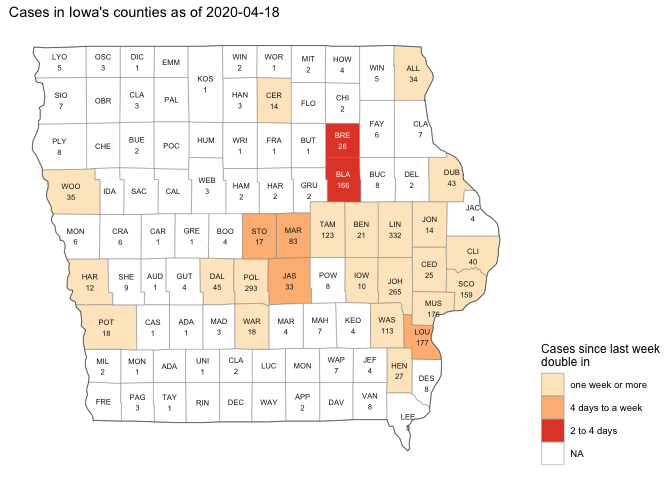 Cases in Iowa's counties as of 2020-04-18
LYO
5
OSC
3
DIC
1
EMM
KOS
1
WIN
2
WOR
1
MIT
2
HOW
4
WIN
5
ALL
34
SIO
7
OBR
CLA
3
PAL
HAN
3
CER
14
FLO
CHI
2
FAY
6
CLA
7
PLY
8
CHE
BUE
2
POC
HUM
WRI
1
FRA
1
BUT
1
BRE
26
WOO
35
IDA
SAC
CAL
WEB
3
HAM
2
HAR
2
GRU
2
BLA
166
BUC
8
DEL
2
DUB
43
JAC
4
MON
6
CRA
6
CAR
1
GRE
1
BOO
4
STO
17
MAR
83
TAM
123
BEN
21
LIN
332
JON
14
CLI
40
HAR
12
SHE
9
AUD
1
GUT
4
DAL
45
POL
293
JAS
33
POW
8
IOW
10
JOH
265
CED
25
SCO
159
MUS
176
POT
18
CAS
1
ADA
1
MAD
3
WAR
18
MAR
4
MAH
7
KEO
4
WAS
113
LOU
177
MIL
2
MON
1
ADA
UNI
1
CLA
2
LUC
MON
WAP
7
JEF
4
HEN
27
DES
8
FRE
PAG
3
TAY
1
RIN
DEC
WAY
APP
2
DAV
VAN
8
LEE
3
Cases since last week
double in
one week or more
4 days to a week
2 to 4 days
NA